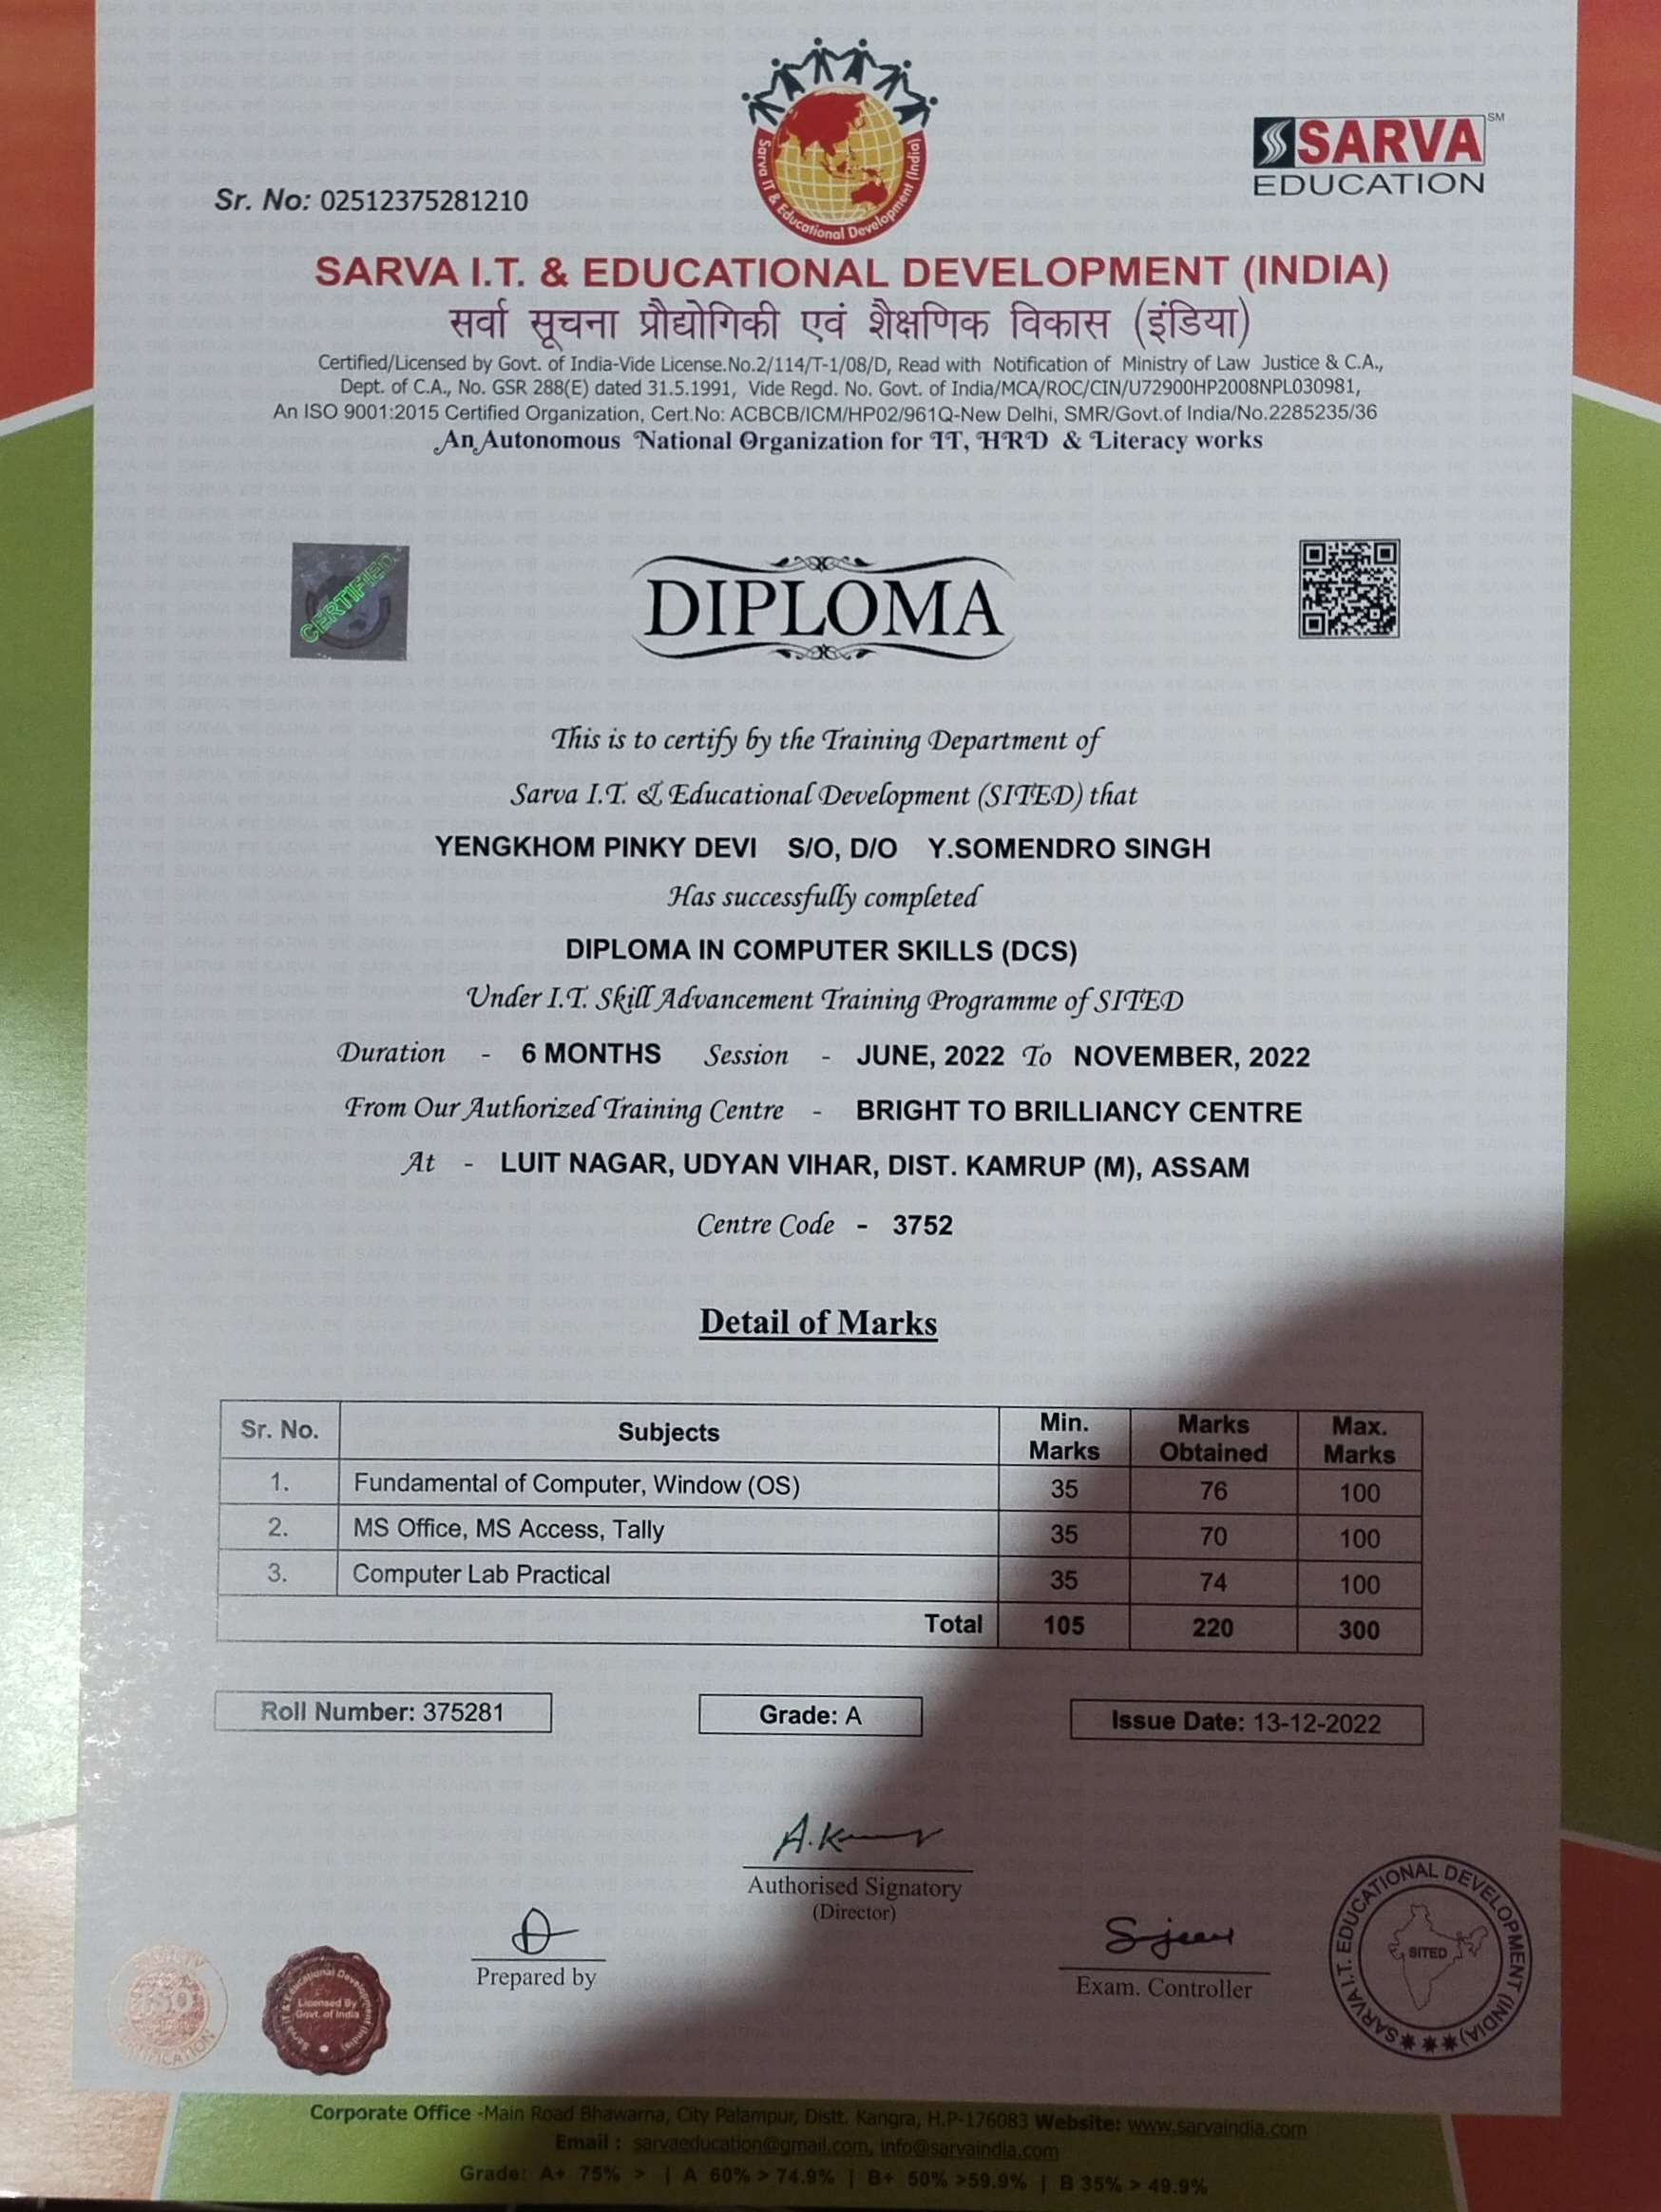 Sarva IT & Educational Development (India)
SARVA SM
EDUCATION
Sr. No: 02512375281210
SARVA I.T. & EDUCATIONAL DEVELOPMENT (INDIA)
सर्वा सूचना प्रौद्योगिकी एवं शैक्षणिक विकास (इंडिया)
Certified/Licensed by Govt. of India-Vide License.No.2/114/T-1/08/D, Read with Notification of Ministry of Law Justice & C.A.,
Dept. of C.A., No. GSR 288(E) dated 31.5.1991, Vide Regd. No. Govt. of India/MCA/ROC/CIN/U72900HP2008NPL030981,
An ISO 9001:2015 Certified Organization, Cert.No: ACBCB/ICM/HP02/961Q-New Delhi, SMR/Govt.of India/No.2285235/36
An Autonomous National Organization for IT, HRD & Literacy works
CERTIFIED
DIPLOMA
This is to certify by the Training Department of
Sarva I.T. & Educational Development (SITED) that
YENGKHOM PINKY DEVI S/O, D/O Y.SOMENDRO SINGH
Has successfully completed
DIPLOMA IN COMPUTER SKILLS (DCS)
Under I.T. Skill Advancement Training Programme of SITED
Duration - 6 MONTHS Session - JUNE, 2022 To NOVEMBER, 2022
From Our Authorized Training Centre - BRIGHT TO BRILLIANCY CENTRE
At - LUIT NAGAR, UDYAN VIHAR, DIST. KAMRUP (M), ASSAM
Centre Code - 3752
Detail of Marks
Sr. No. Subjects Min. Marks Marks Obtained Max. Marks
1. Fundamental of Computer, Window (OS) 35 76 100
2. MS Office, MS Access, Tally 35 70 100
3. Computer Lab Practical 35 74 100
Total 105 220 300
Roll Number: 375281 Grade: A Issue Date: 13-12-2022
A.K
Authorised Signatory
(Director)
Prepared by
Exam. Controller
Sarva IT & Educational Development (India)
Licensed By
Govt. of India
SARVA I.T. EDUCATIONAL DEVELOPMENT (INDIA)
SITED
Corporate Office -Main Road Bhawarna, City Palampur, Distt. Kangra, H.P-176083 Website: www.sarvaindia.com
Email : sarvaeducation@gmail.com, info@sarvaindia.com
Grade: A+ 75% > | A 60% > 74.9% | B+ 50% >59.9% | B 35% > 49.9%